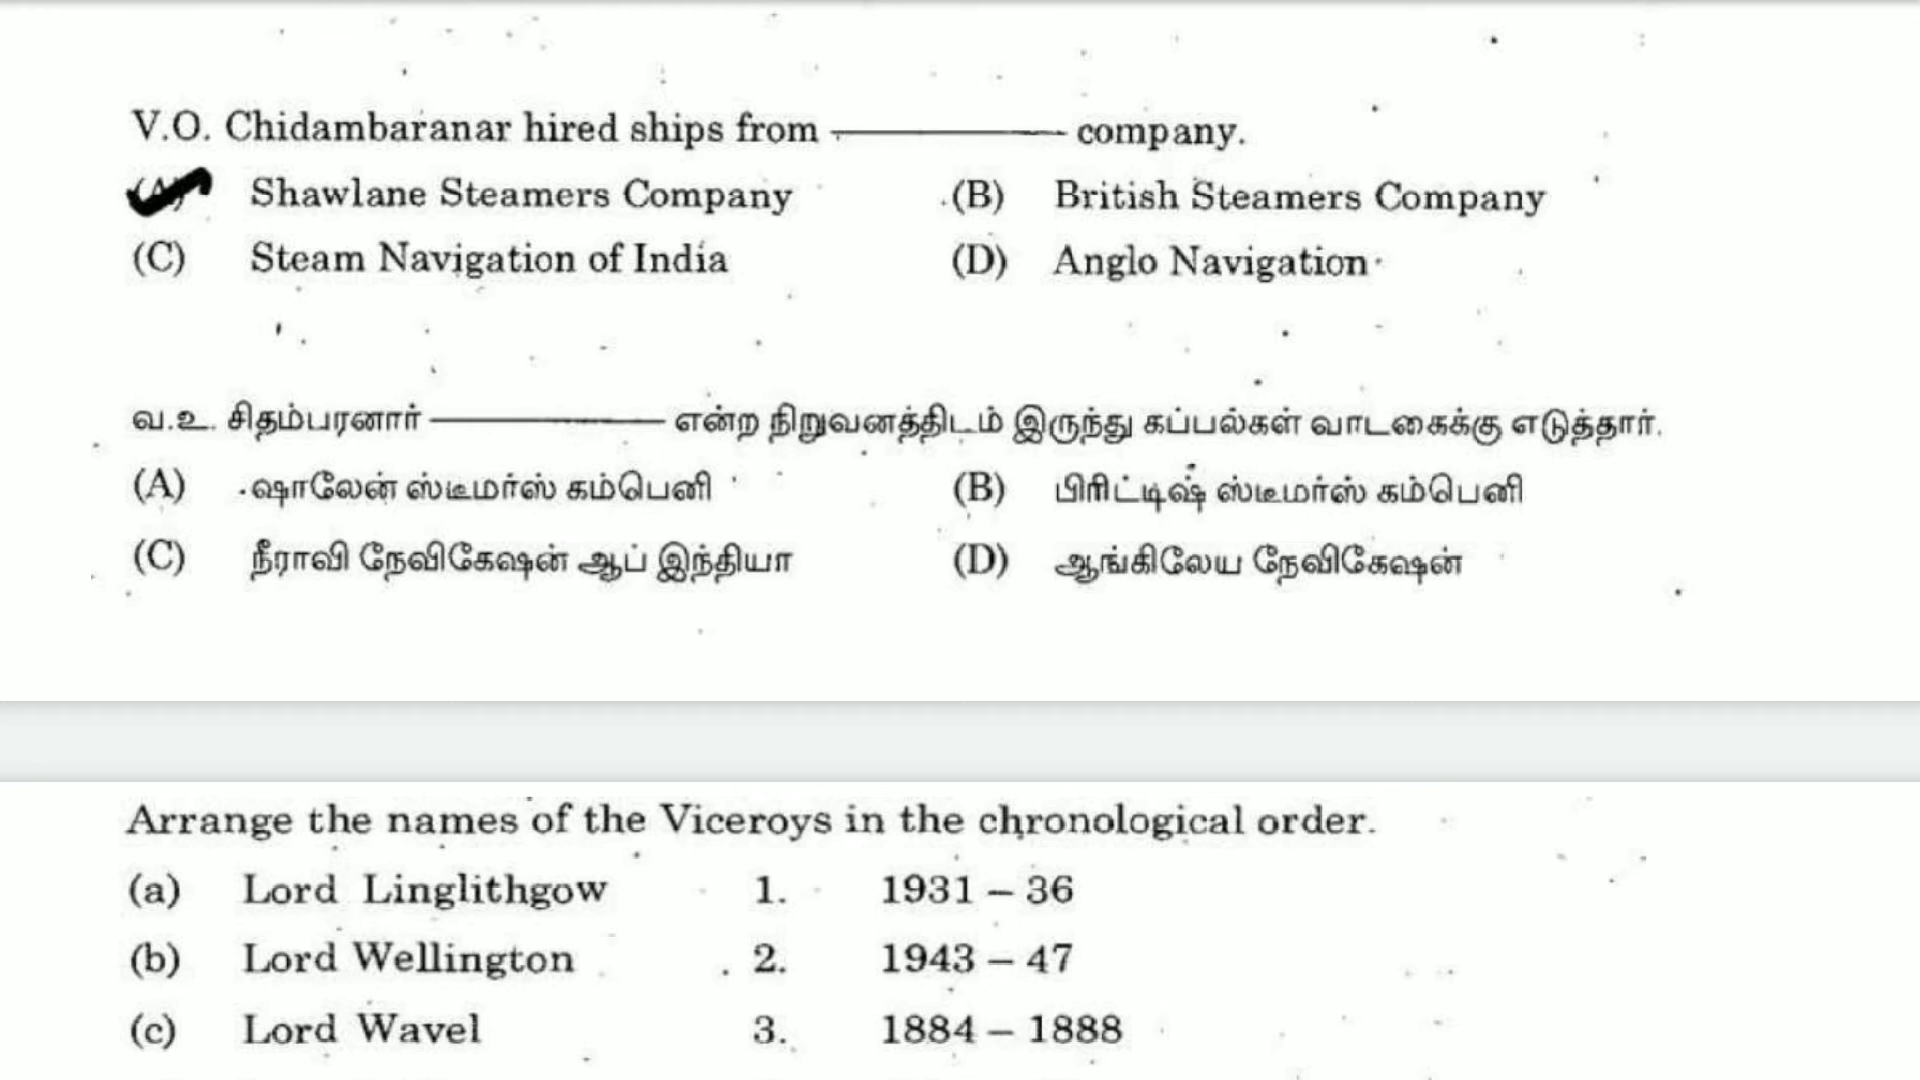 V.O. Chidambaranar hired ships from ———— company.
(A) Shawlane Steamers Company (B) British Steamers Company
(C) Steam Navigation of India (D) Anglo Navigation
வ.உ. சிதம்பரனார் ———— என்ற நிறுவனத்திடம் இருந்து கப்பல்கள் வாடகைக்கு எடுத்தார்.
(A) ஷாலேன் ஸ்டீமர்ஸ் கம்பெனி (B) பிரிட்டிஷ் ஸ்டீமர்ஸ் கம்பெனி
(C) நீராவி நேவிகேஷன் ஆப் இந்தியா (D) ஆங்கிலேய நேவிகேஷன்
Arrange the names of the Viceroys in the chronological order.
(a) Lord Linglithgow 1. 1931 – 36
(b) Lord Wellington 2. 1943 – 47
(c) Lord Wavel 3. 1884 – 1888